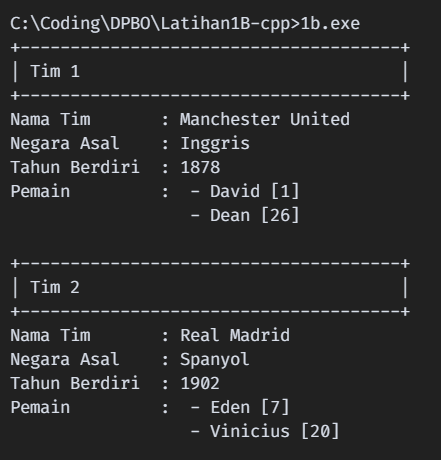 C:\Coding\DPBO\Latihan1B-cpp>1b.exe
+--------------------------------------+
| Tim 1                                |
+--------------------------------------+
Nama Tim       : Manchester United
Negara Asal    : Inggris
Tahun Berdiri  : 1878
Pemain         :  - David [1]
                  - Dean [26]

+--------------------------------------+
| Tim 2                                |
+--------------------------------------+
Nama Tim       : Real Madrid
Negara Asal    : Spanyol
Tahun Berdiri  : 1902
Pemain         :  - Eden [7]
                  - Vinicius [20]